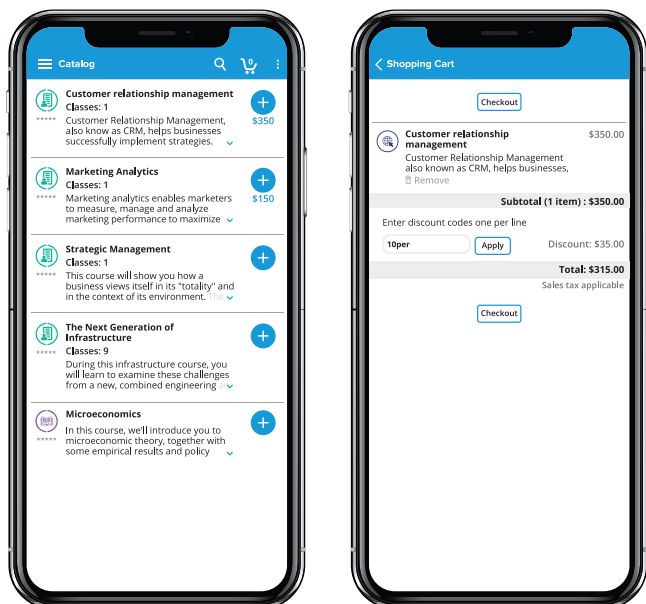 Catalog
0
Customer relationship management
Classes: 1
Customer Relationship Management,
also know as CRM, helps businesses
successfully implement strategies.
$350
Marketing Analytics
Classes: 1
Marketing analytics enables marketers
to measure, manage and analyze
marketing performance to maximize
$150
Strategic Management
Classes: 1
This course will show you how a
business views itself in its "totality" and
in the context of its environment. The
The Next Generation of
Infrastructure
Classes: 9
During this infrastructure course, you
will learn to examine these challenges
from a new, combined engineering
Microeconomics
In this course, we'll introduce you to
microeconomic theory, together with
some empirical results and policy
Shopping Cart
Checkout
Customer relationship $350.00
management
Customer Relationship Management
also know as CRM, helps businesses,
Remove
Subtotal (1 item) : $350.00
Enter discount codes one per line
10per Apply Discount: $35.00
Total: $315.00
Sales tax applicable
Checkout